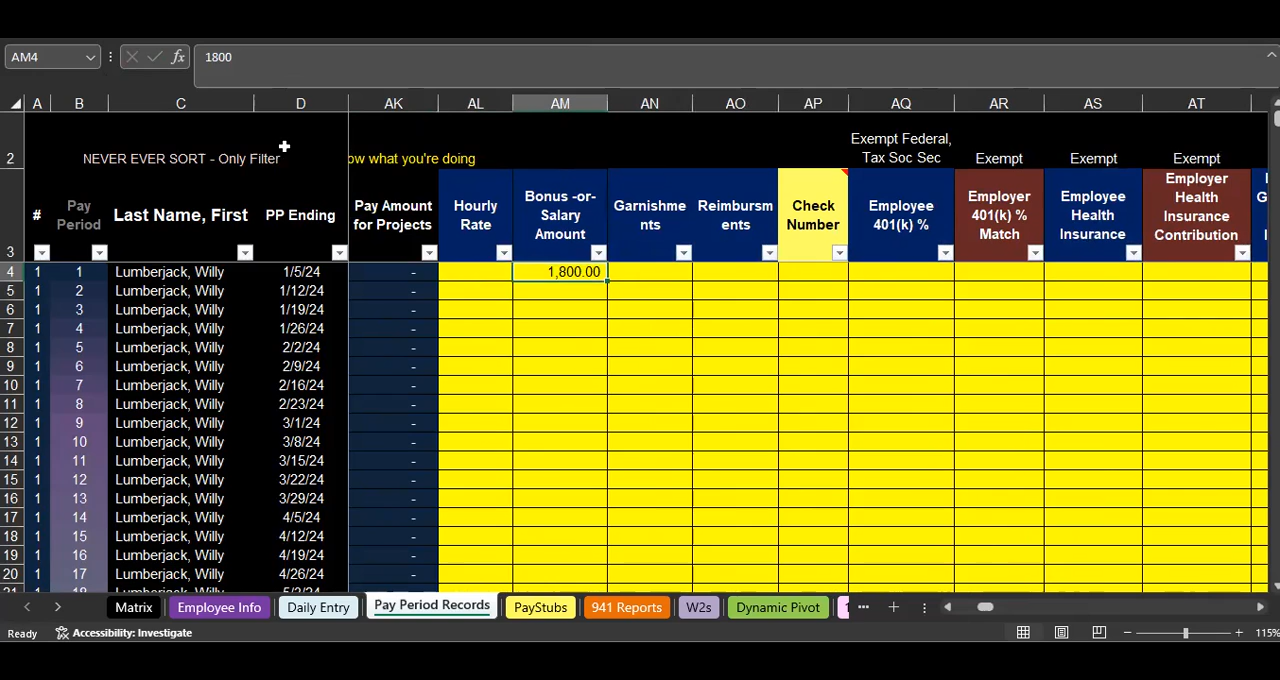 AM4
fx
1800
A B C D AK AL AM AN AO AP AQ AR AS AT
2 NEVER EVER SORT - Only Filter ow what you're doing Exempt Federal, Tax Soc Sec Exempt Exempt Exempt
3 # Pay Period Last Name, First PP Ending Pay Amount for Projects Hourly Rate Bonus -or- Salary Amount Garnishme nts Reimbursm ents Check Number Employee 401(k) % Employer 401(k) % Match Employee Health Insurance Employer Health Insurance Contribution
4 1 1 Lumberjack, Willy 1/5/24 - 1,800.00
5 1 2 Lumberjack, Willy 1/12/24 -
6 1 3 Lumberjack, Willy 1/19/24 -
7 1 4 Lumberjack, Willy 1/26/24 -
8 1 5 Lumberjack, Willy 2/2/24 -
9 1 6 Lumberjack, Willy 2/9/24 -
10 1 7 Lumberjack, Willy 2/16/24 -
11 1 8 Lumberjack, Willy 2/23/24 -
12 1 9 Lumberjack, Willy 3/1/24 -
13 1 10 Lumberjack, Willy 3/8/24 -
14 1 11 Lumberjack, Willy 3/15/24 -
15 1 12 Lumberjack, Willy 3/22/24 -
16 1 13 Lumberjack, Willy 3/29/24 -
17 1 14 Lumberjack, Willy 4/5/24 -
18 1 15 Lumberjack, Willy 4/12/24 -
19 1 16 Lumberjack, Willy 4/19/24 -
20 1 17 Lumberjack, Willy 4/26/24 -
Matrix Employee Info Daily Entry Pay Period Records PayStubs 941 Reports W2s Dynamic Pivot
Ready Accessibility: Investigate 115%